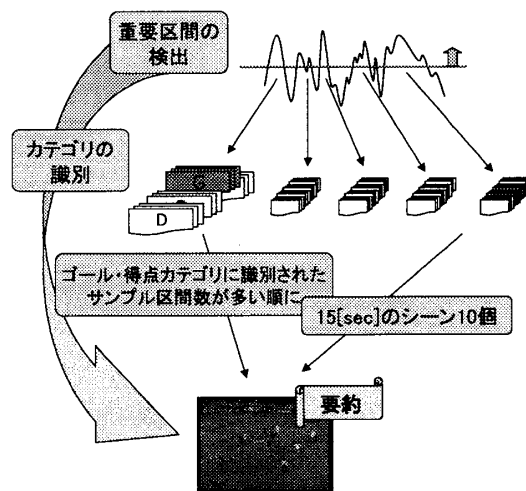 重要区間の
検出
カテゴリの
識別
G
D
ゴール・得点カテゴリに識別された
サンプル区間数が多い順に
15[sec]のシーン10個
要約